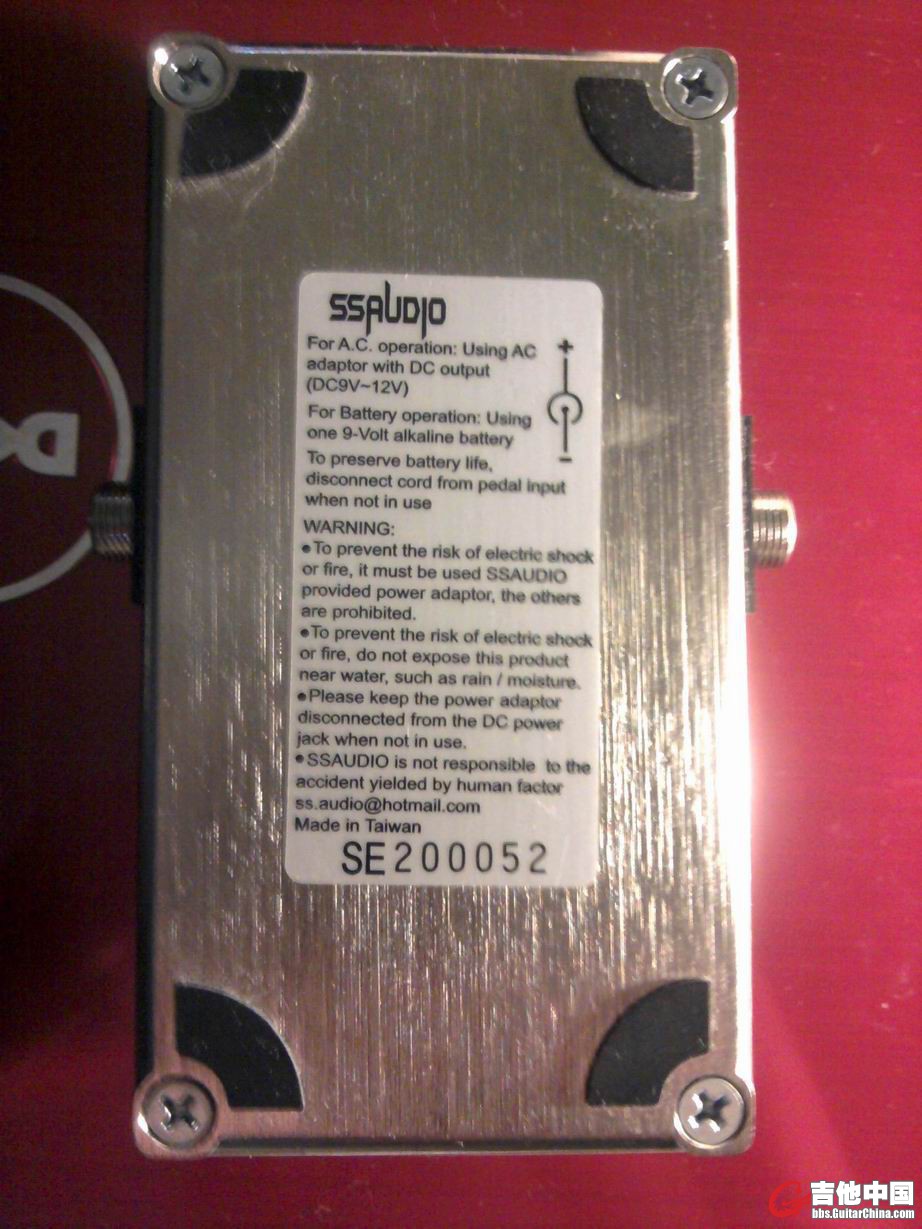 SSAUDIO
For A.C. operation: Using AC
adaptor with DC output
(DC9V~12V)
+
For Battery operation: Using
one 9-Volt alkaline battery
-
To preserve battery life,
disconnect cord from pedal input
when not in use
WARNING:
●To prevent the risk of electric shock
or fire, it must be used SSAUDIO
provided power adaptor, the others
are prohibited.
●To prevent the risk of electric shock
or fire, do not expose this product
near water, such as rain / moisture.
●Please keep the power adaptor
disconnected from the DC power
jack when not in use.
●SSAUDIO is not responsible to the
accident yielded by human factor
ss.audio@hotmail.com
Made in Taiwan
SE200052
吉他中国
bbs.GuitarChina.com